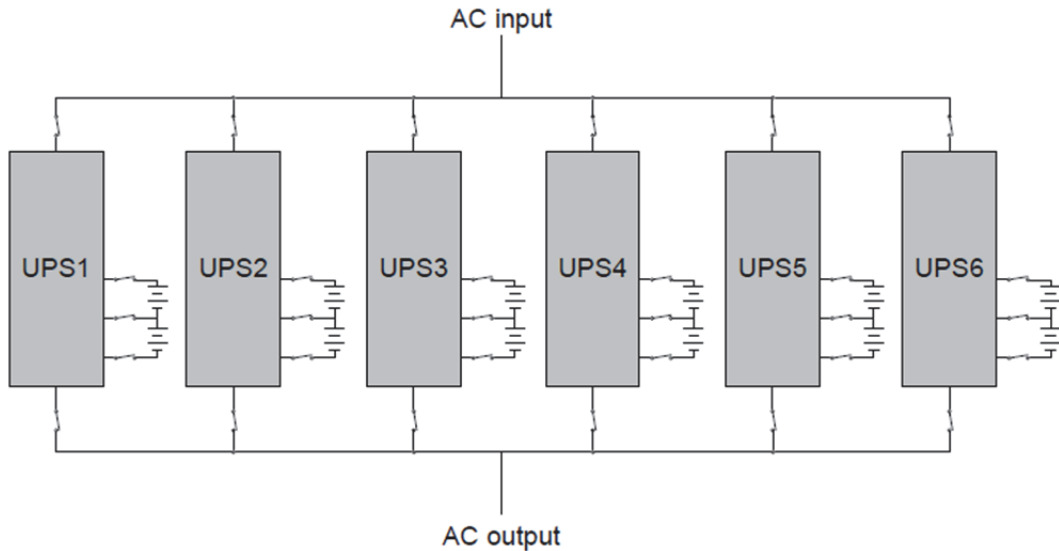 AC input
UPS1
UPS2
UPS3
UPS4
UPS5
UPS6
AC output